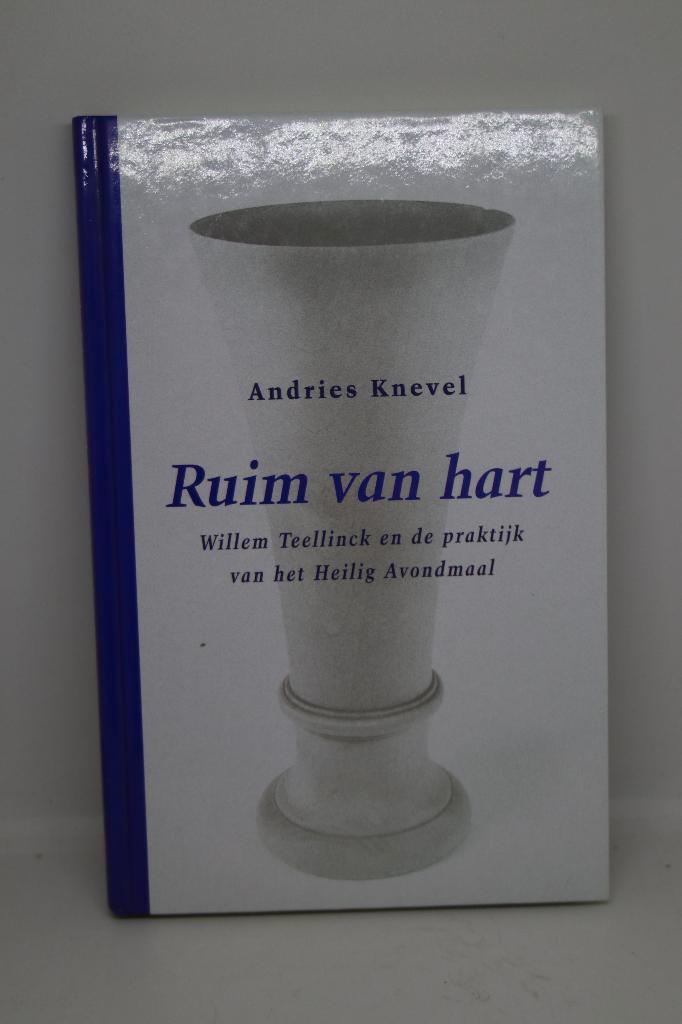 Andries Knevel
Ruim van hart
Willem Teellinck en de praktijk
van het Heilig Avondmaal